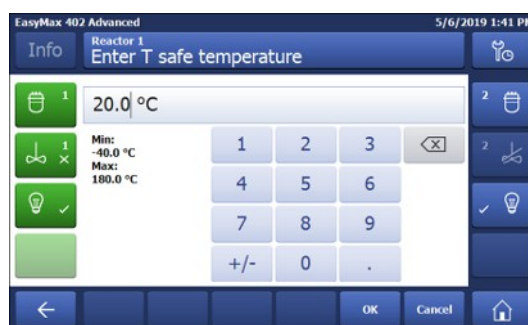 EasyMax 402 Advanced 5/6/2019 1:41 PM
Info
Reactor 1
Enter T safe temperature
1
20.0 °C
2
1
Min:
-40.0 °C
Max:
180.0 °C
1 2 3
2
4 5 6
7 8 9
+/- 0 .
OK Cancel